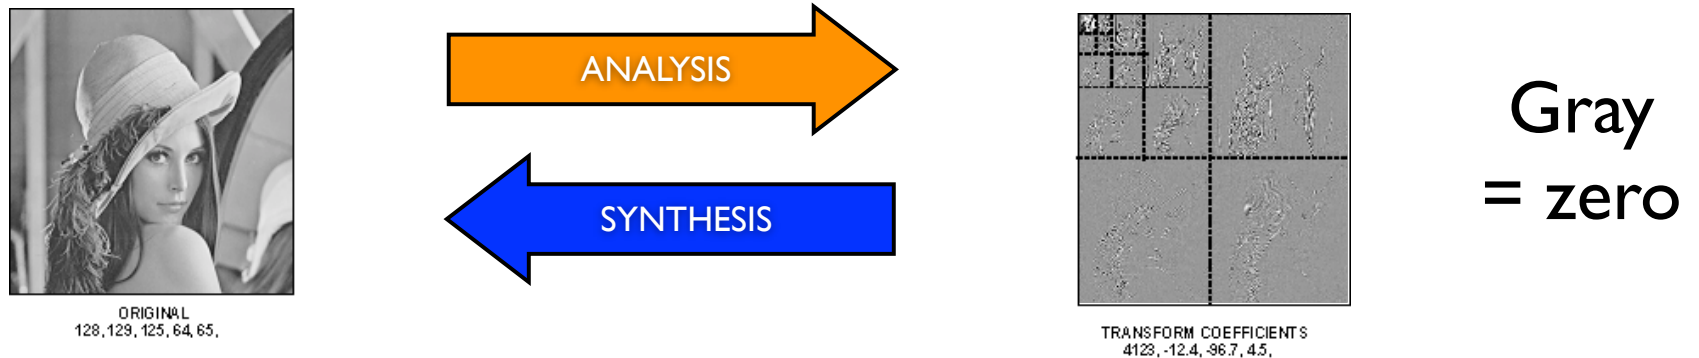 ANALYSIS
SYNTHESIS
Gray
= zero
ORIGINAL
128, 129, 125, 64, 65,
TRANSFORM COEFFICIENTS
4123, -12.4, -96.7, 4.5,